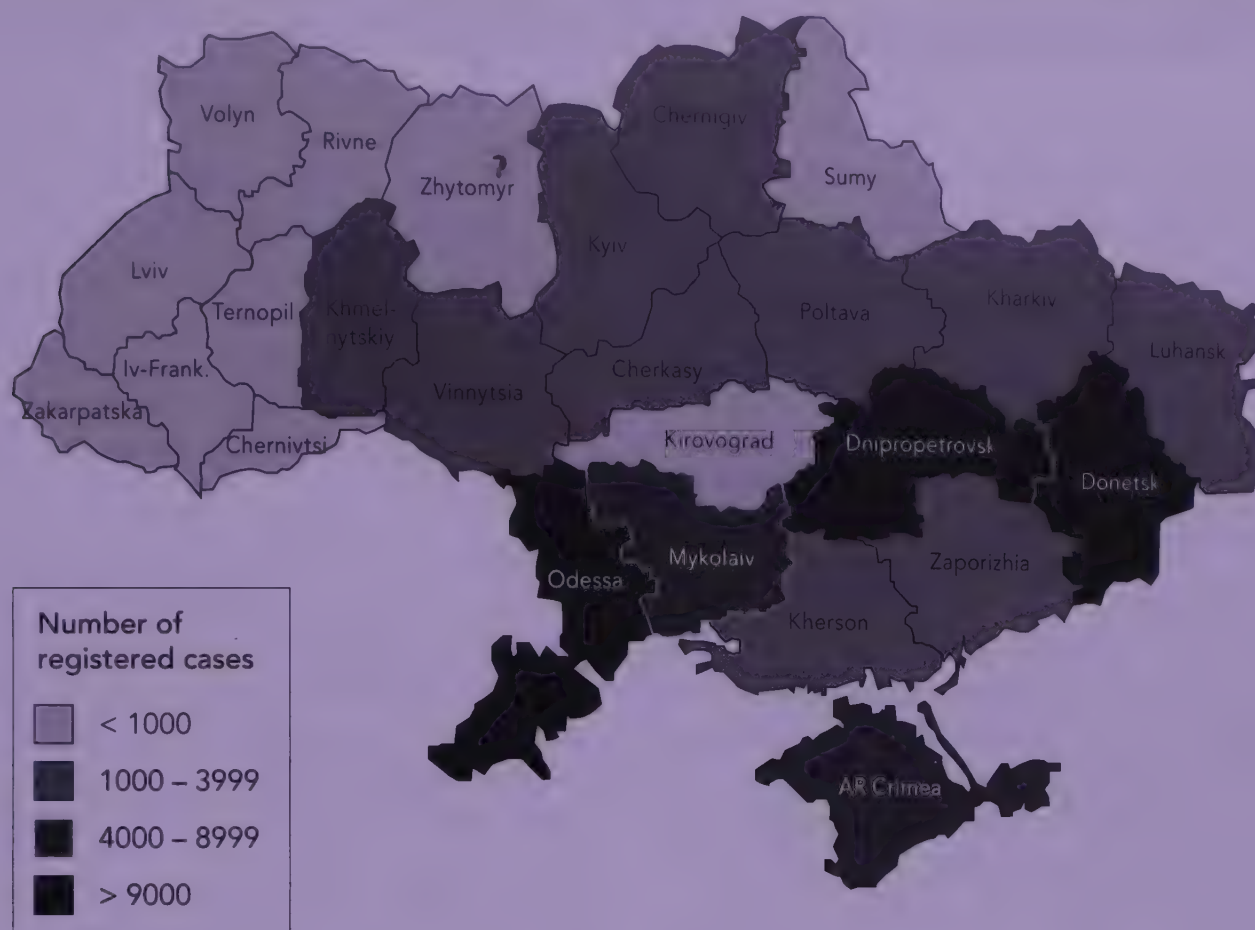 Volyn
Rivne
Zhytomyr
Chernigiv
Sumy
Kyiv
Lviv
Ternopil
Khmel-
nytskiy
Poltava
Kharkiv
Luhansk
Iv-Frank.
Vinnytsia
Cherkasy
Zakarpatska
Chernivtsi
Kirovograd
Dnipropetrovsk
Donetsk
Mykolaiv
Odessa
Zaporizhia
Kherson
AR Crimea
Number of
registered cases
< 1000
1000 – 3999
4000 – 8999
> 9000